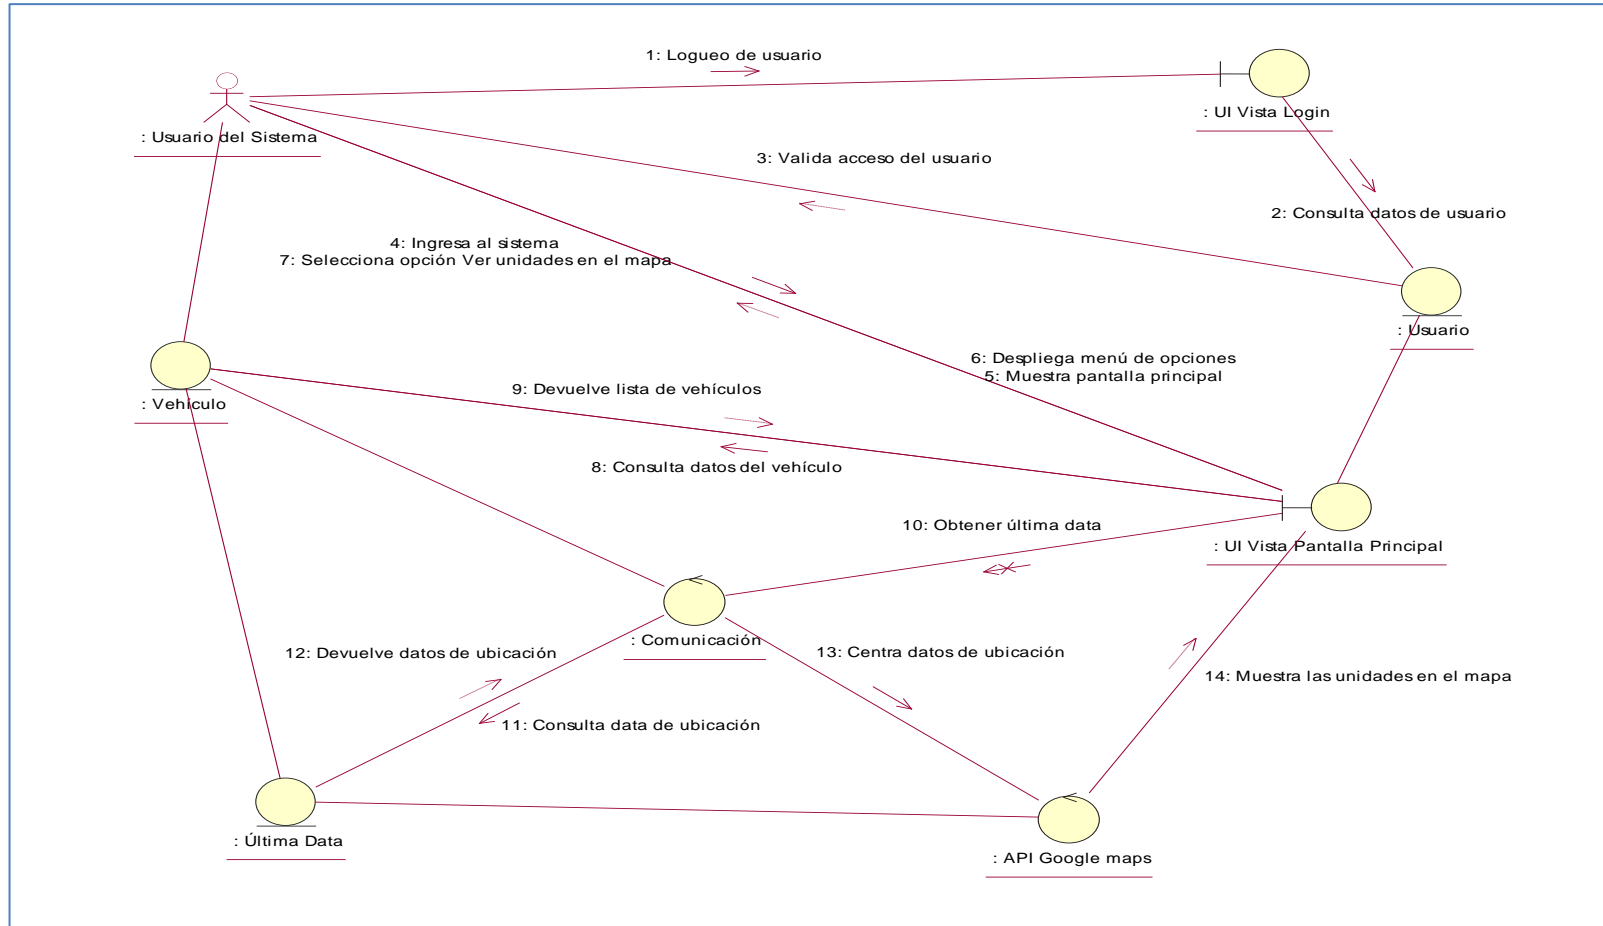 1: Logueo de usuario
: UI Vista Login
: Usuario del Sistema
3: Valida acceso del usuario
2: Consulta datos de usuario
4: Ingresa al sistema
7: Selecciona opción Ver unidades en el mapa
: Usuario
6: Despliega menú de opciones
5: Muestra pantalla principal
9: Devuelve lista de vehículos
: Vehículo
8: Consulta datos del vehículo
10: Obtener última data
: UI Vista Pantalla Principal
: Comunicación
12: Devuelve datos de ubicación
13: Centra datos de ubicación
14: Muestra las unidades en el mapa
11: Consulta data de ubicación
: Última Data
: API Google maps